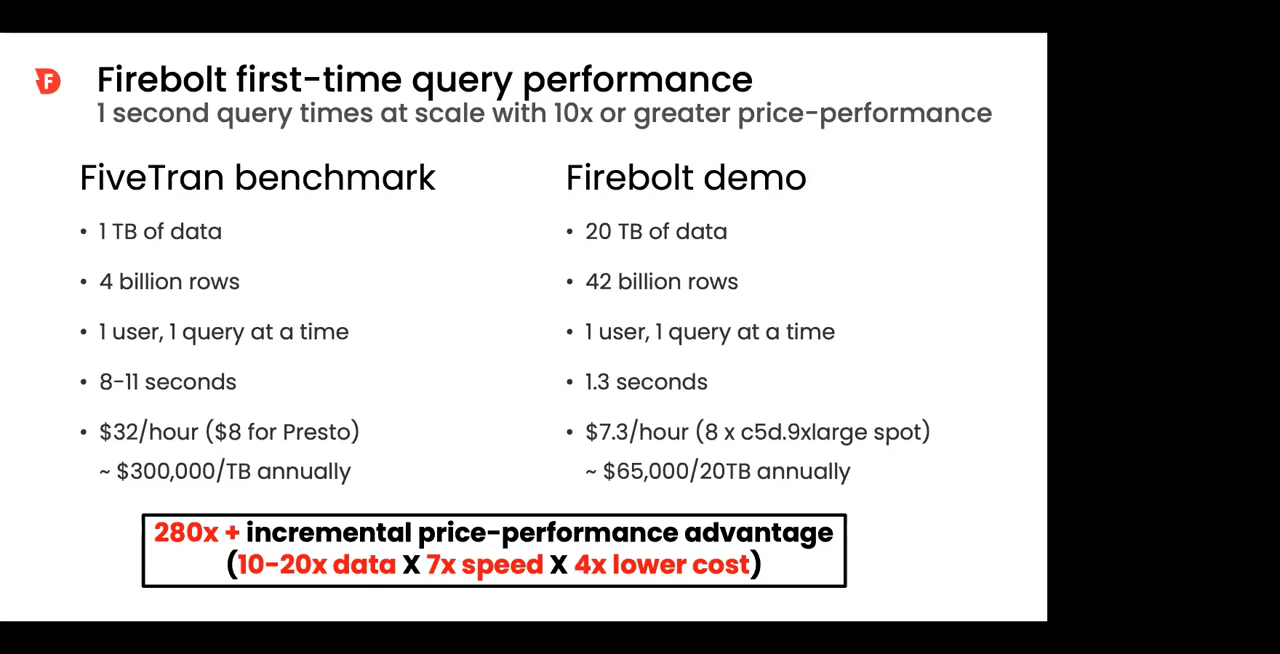 F
Firebolt first-time query performance
1 second query times at scale with 10x or greater price-performance
FiveTran benchmark
• 1 TB of data
• 4 billion rows
• 1 user, 1 query at a time
• 8-11 seconds
• $32/hour ($8 for Presto)
~ $300,000/TB annually
Firebolt demo
• 20 TB of data
• 42 billion rows
• 1 user, 1 query at a time
• 1.3 seconds
• $7.3/hour (8 x c5d.9xlarge spot)
~ $65,000/20TB annually
280x + incremental price-performance advantage
(10-20x data X 7x speed X 4x lower cost)